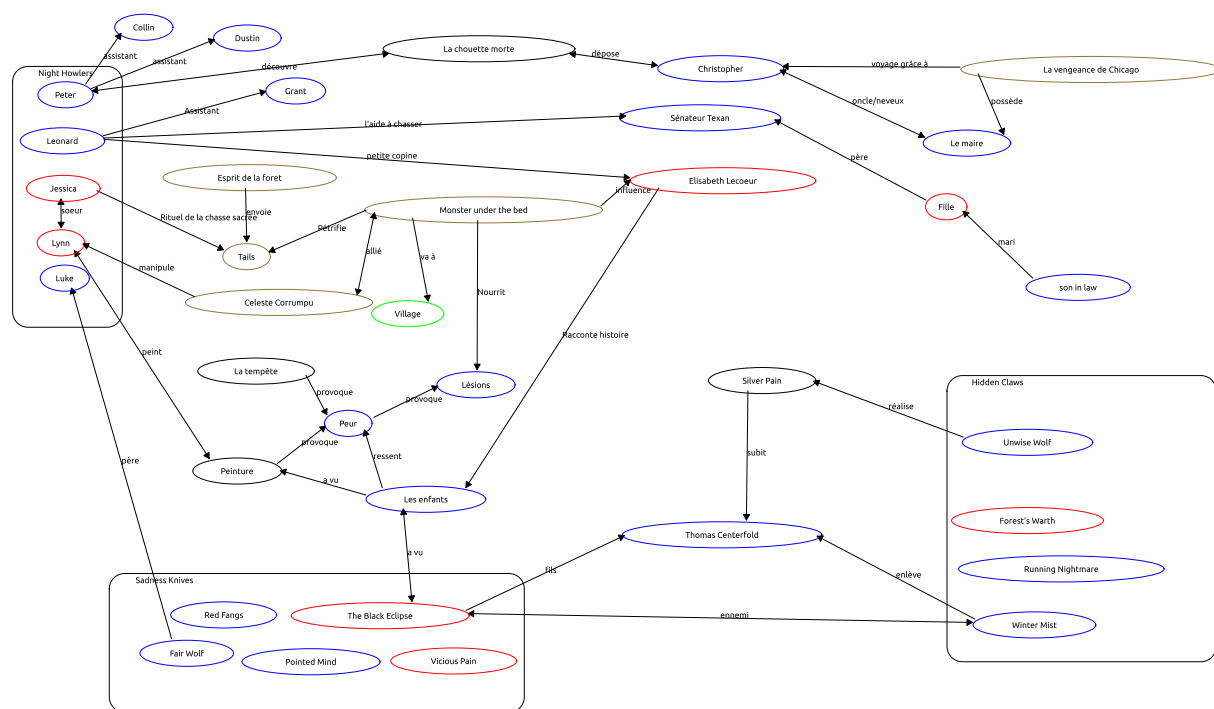 Collin
Dustin
La chouette morte
assistant
assistant
dépose
découvre
Christopher
voyage grâce à
La vengeance de Chicago
Night Howlers
Peter
Grant
Assistant
oncle/neveux
possède
Leonard
l'aide à chasser
Sénateur Texan
Le maire
petite copine
père
Esprit de la foret
Elisabeth Lecoeur
Jessica
influence
soeur
Rituel de la chasse sacrée
envoie
Monster under the bed
Fille
Pétrifie
Lynn
mari
Tails
allié
va à
manipule
Luke
Celeste Corrumpu
Nourrit
son in law
Village
Racconte histoire
peint
La tempête
Silver Pain
Lésions
Hidden Claws
provoque
provoque
réalise
Peur
provoque
Unwise Wolf
ressent
subit
père
Peinture
a vu
Les enfants
Forest's Warth
Thomas Centerfold
a vu
Running Nightmare
fils
enlève
Sadness Knives
Red Fangs
The Black Eclipse
ennemi
Winter Mist
Fair Wolf
Pointed Mind
Vicious Pain